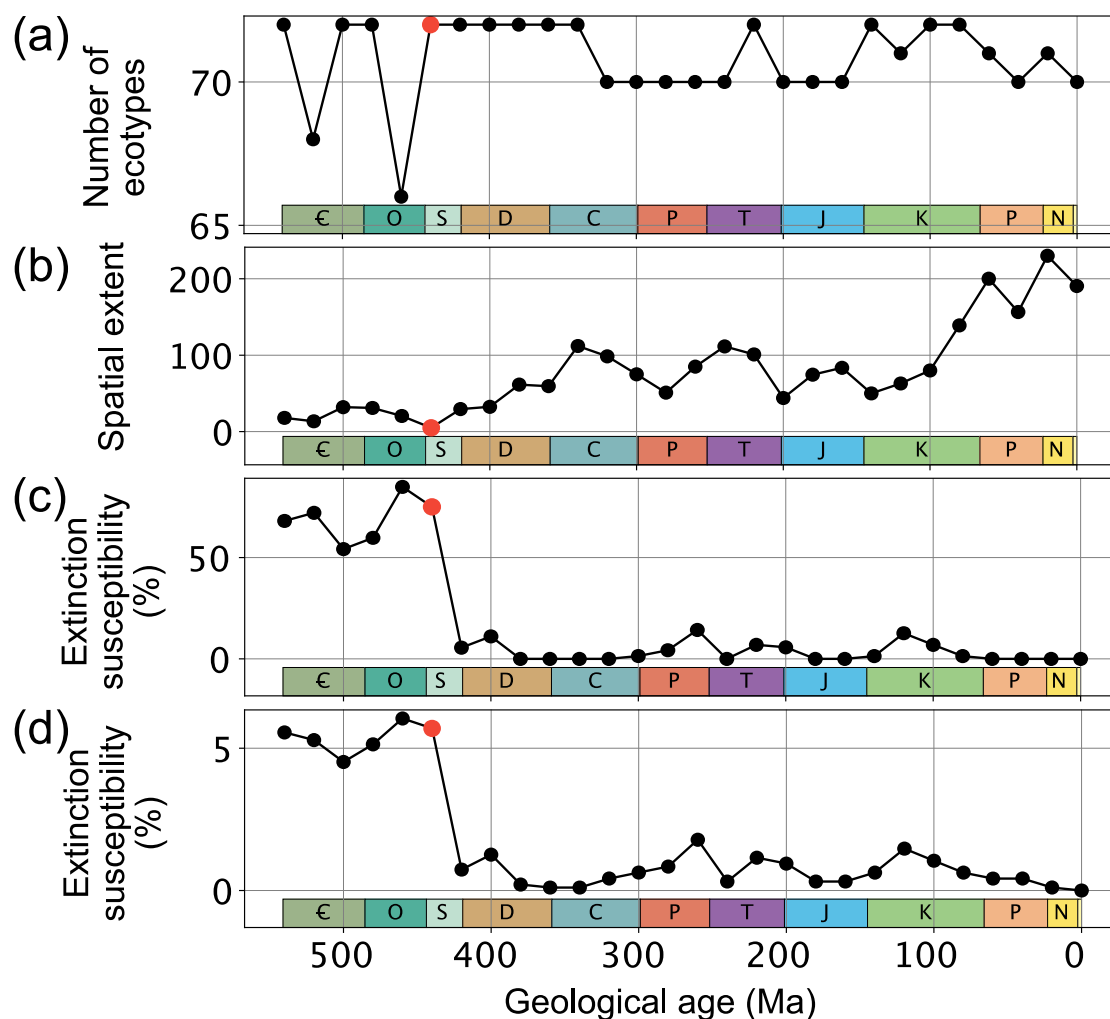 (a)
Number of
ecotypes
70
65
Ꞓ O S D C P T J K P N
(b)
Spatial extent
200
100
0
Ꞓ O S D C P T J K P N
(c)
Extinction
susceptibility
(%)
50
0
Ꞓ O S D C P T J K P N
(d)
Extinction
susceptibility
(%)
5
0
Ꞓ O S D C P T J K P N
500 400 300 200 100 0
Geological age (Ma)